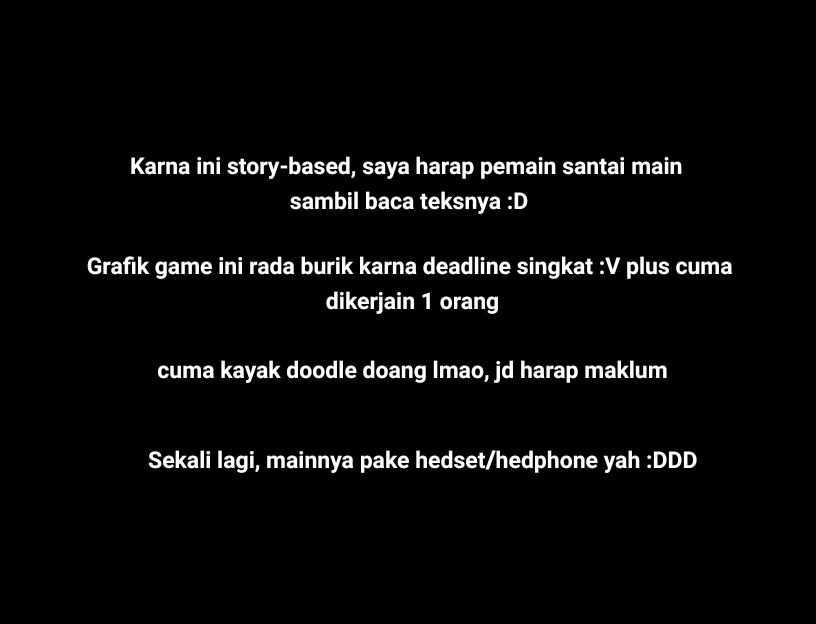 Karna ini story-based, saya harap pemain santai main
sambil baca teksnya :D
Grafik game ini rada burik karna deadline singkat :V plus cuma
dikerjain 1 orang
cuma kayak doodle doang lmao, jd harap maklum
Sekali lagi, mainnya pake hedset/hedphone yah :DDD